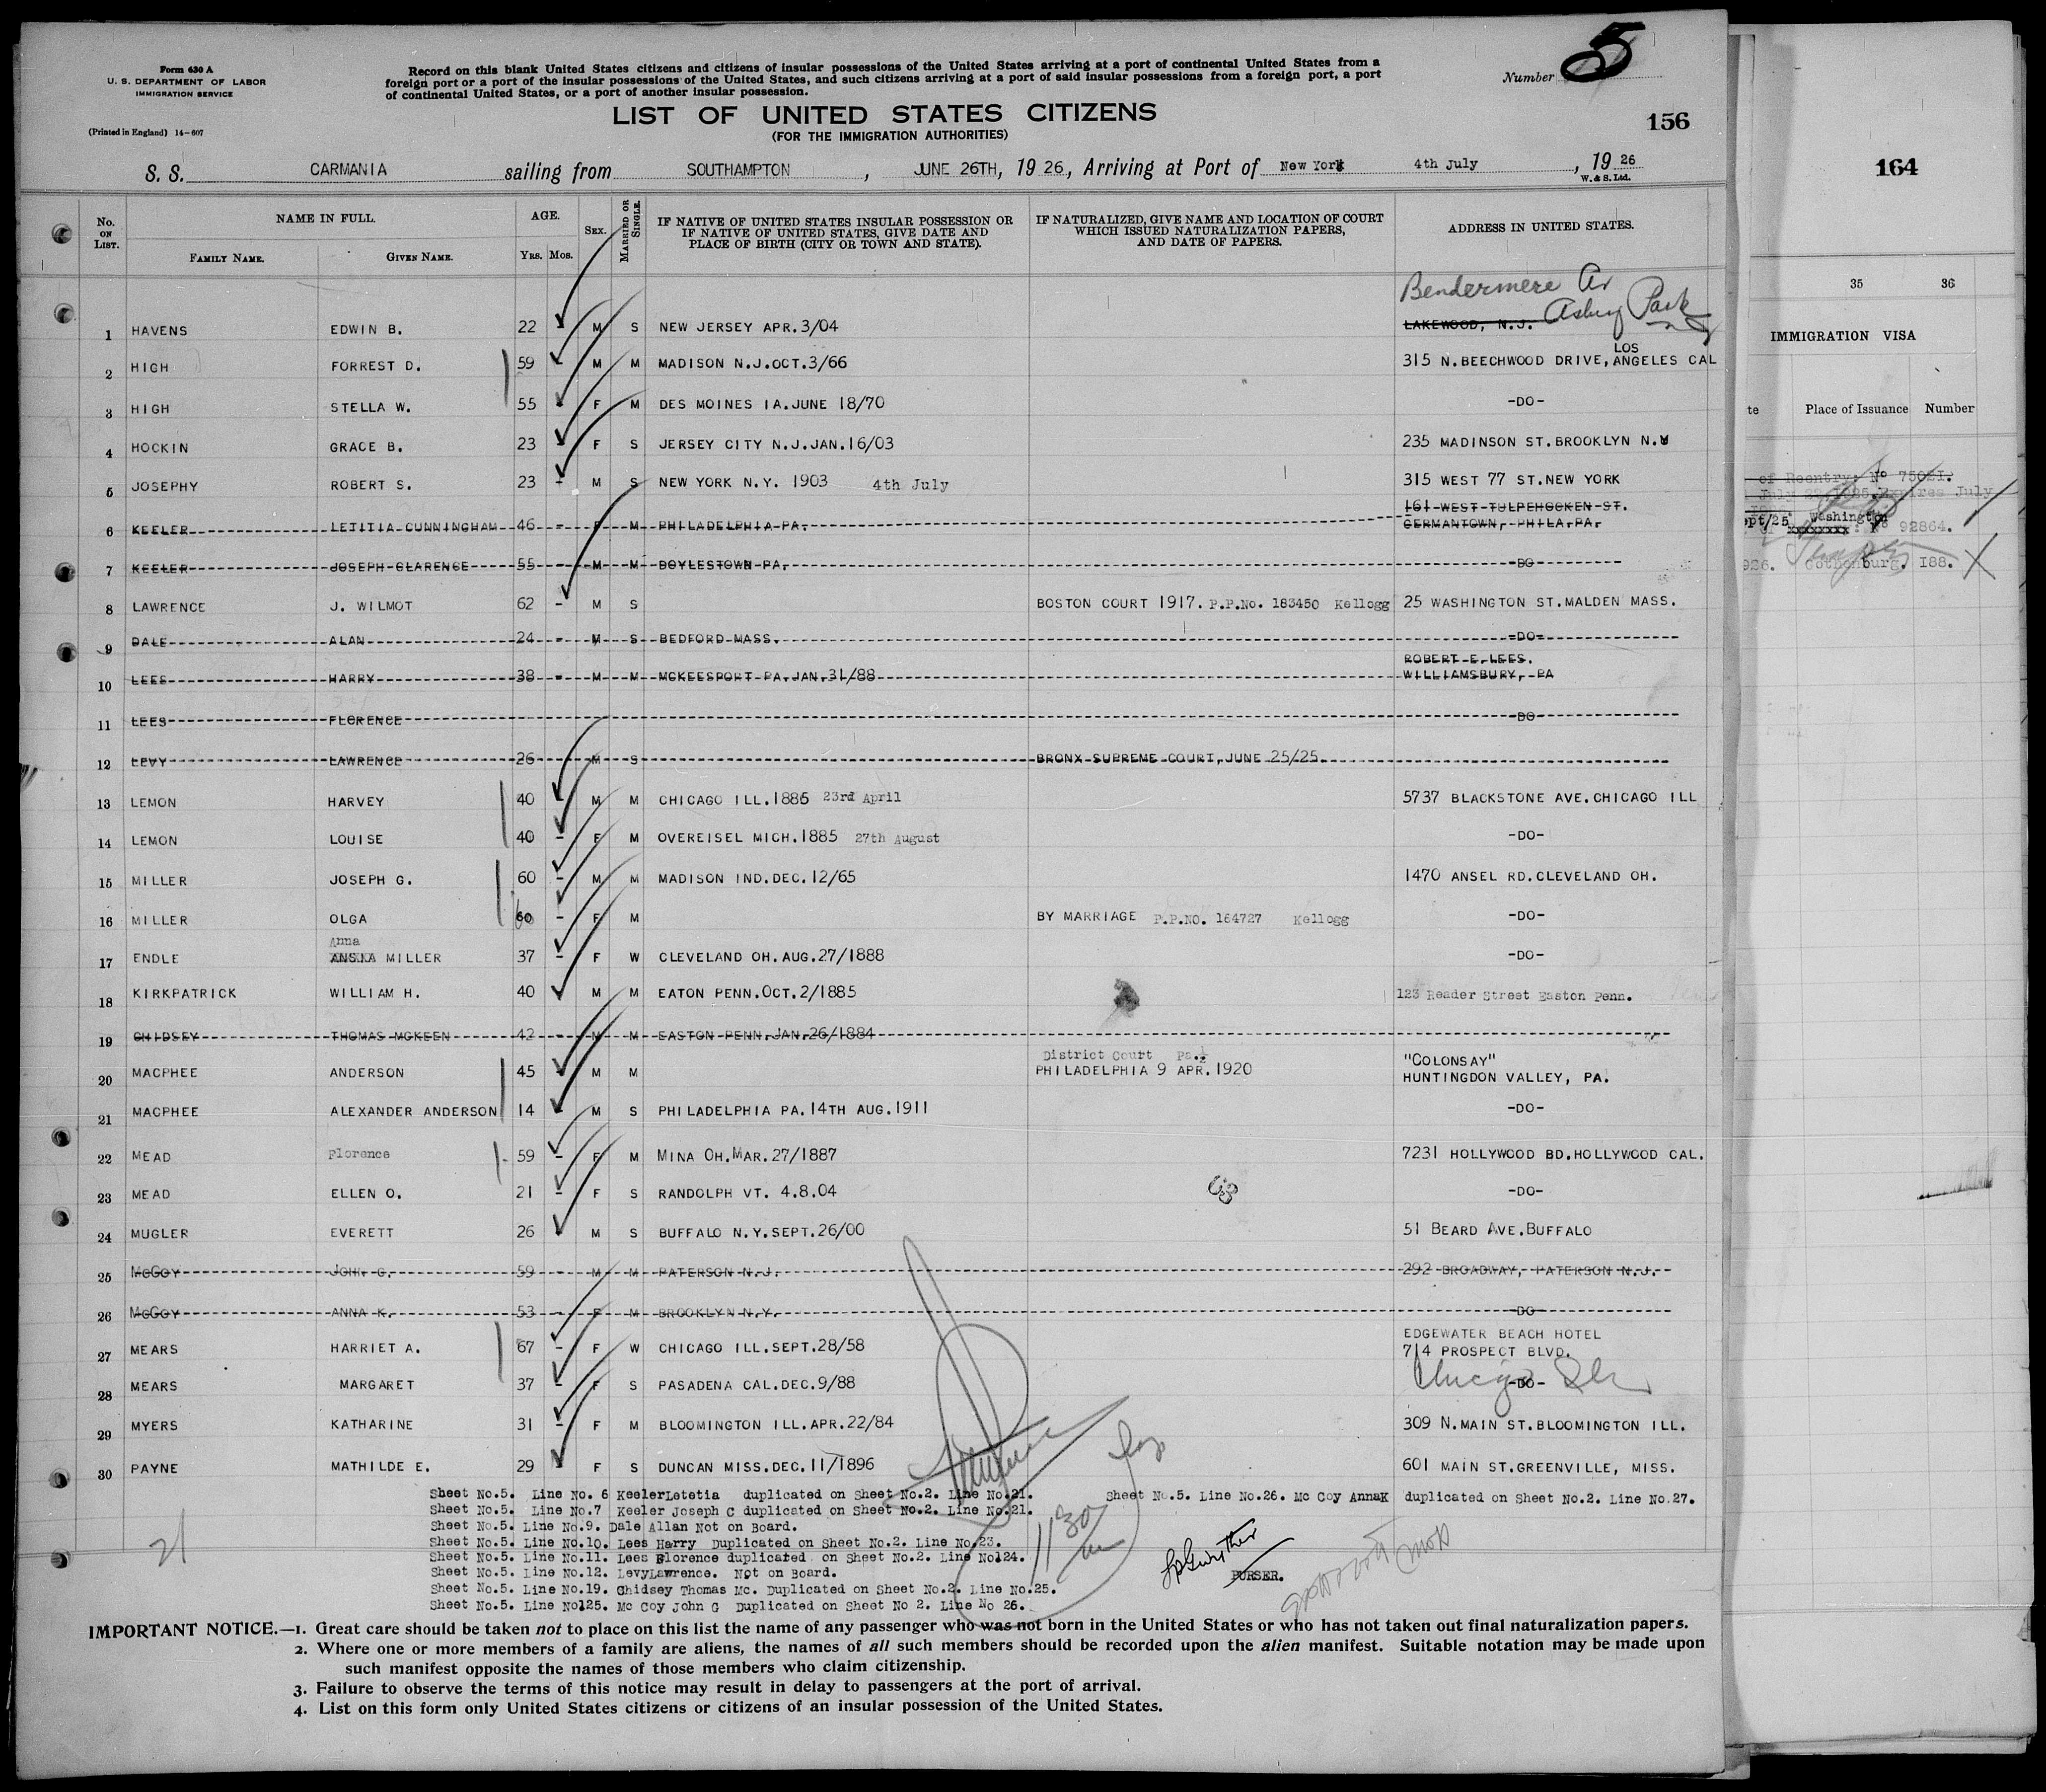 Form 630 A
U. S. DEPARTMENT OF LABOR
IMMIGRATION SERVICE
(Printed in England) 14-607
Record on this blank United States citizens and citizens of insular possessions of the United States arriving at a port of continental United States from a
foreign port or a port of the insular possessions of the United States, and such citizens arriving at a port of said insular possessions from a foreign port, a port
of continental United States, or a port of another insular possession.
Number 5
LIST OF UNITED STATES CITIZENS
(FOR THE IMMIGRATION AUTHORITIES)
156
S. S. CARMANIA sailing from SOUTHAMPTON, JUNE 26TH, 1926, Arriving at Port of New York 4th July, 1926
W. & S. Ltd.
No. ON LIST. NAME IN FULL. FAMILY NAME. GIVEN NAME. AGE. YRS. MOS. SEX. MARRIED OR SINGLE. IF NATIVE OF UNITED STATES INSULAR POSSESSION OR IF NATIVE OF UNITED STATES, GIVE DATE AND PLACE OF BIRTH (CITY OR TOWN AND STATE). IF NATURALIZED, GIVE NAME AND LOCATION OF COURT WHICH ISSUED NATURALIZATION PAPERS, AND DATE OF PAPERS. ADDRESS IN UNITED STATES.
Bendermere Av
Asbury Park
1 HAVENS EDWIN B. 22 - M S NEW JERSEY APR.3/04 LAKEWOOD, N.J.
2 HIGH FORREST D. 59 - M M MADISON N.J.OCT.3/66 315 N.BEECHWOOD DRIVE, LOS ANGELES CAL
3 HIGH STELLA W. 55 - F M DES MOINES IA.JUNE 18/70 -DO-
4 HOCKIN GRACE B. 23 - F S JERSEY CITY N.J.JAN.16/03 235 MADINSON ST.BROOKLYN N.Y
5 JOSEPHY ROBERT S. 23 - M S NEW YORK N.Y. 1903 4th July 315 WEST 77 ST.NEW YORK
6 KEELER LETITIA CUNNINGHAM 46 - F M PHILADELPHIA PA. 161 WEST TULPEHOCKEN ST. GERMANTOWN, PHILA.PA.
7 KEELER JOSEPH CLARENCE 55 - M M DOYLESTOWN PA. -DO-
8 LAWRENCE J. WILMOT 62 - M S BOSTON COURT 1917. P.P.No. 183450 Kellogg 25 WASHINGTON ST.MALDEN MASS.
9 DALE ALAN 24 - M S BEDFORD MASS. -DO-
10 LEES HARRY 38 - M M MCKEESPORT PA.JAN.31/88 ROBERT E.LEES. WILLIAMSBURY, PA
11 LEES FLORENCE -DO-
12 LEVY LAWRENCE 26 - M S BRONX SUPREME COURT, JUNE 25/25
13 LEMON HARVEY 40 - M M CHICAGO ILL.1885 23rd April 5737 BLACKSTONE AVE.CHICAGO ILL
14 LEMON LOUISE 40 - F M OVEREISEL MICH.1885 27th August -DO-
15 MILLER JOSEPH G. 60 - M M MADISON IND.DEC.12/65 1470 ANSEL RD.CLEVELAND OH.
16 MILLER OLGA 60 - F M BY MARRIAGE P.P.NO. 164727 Kellogg -DO-
17 ENDLE Anna MILLER 37 - F W CLEVELAND OH.AUG.27/1888 -DO-
18 KIRKPATRICK WILLIAM H. 40 M M EATON PENN.OCT.2/1885 123 Reader Street Easton Penn.
19 CHIDSEY THOMAS MCKEEN 42 - M M EASTON PENN.JAN.26/1884
20 MACPHEE ANDERSON 45 - M M District Court Pa. PHILADELPHIA 9 APR.1920 "COLONSAY" HUNTINGDON VALLEY, PA.
21 MACPHEE ALEXANDER ANDERSON 14 - M S PHILADELPHIA PA.14TH AUG.1911 -DO-
22 MEAD Florence 59 - F M MINA OH.MAR.27/1887 7231 HOLLYWOOD BD.HOLLYWOOD CAL.
23 MEAD ELLEN O. 21 - F S RANDOLPH VT. 4.8.04 -DO-
24 MUGLER EVERETT 26 - M S BUFFALO N.Y.SEPT.26/00 51 BEARD AVE.BUFFALO
25 McCOY JOHN G. 59 - M M PATERSON N.J. 292 BROADWAY, PATERSON N.J.
26 McCOY ANNA K. 53 - F M BROOKLYN N.Y. -DO-
27 MEARS HARRIET A. 67 - F W CHICAGO ILL.SEPT.28/58 EDGEWATER BEACH HOTEL 714 PROSPECT BLVD.
28 MEARS MARGARET 37 - F S PASADENA CAL.DEC.9/88 -DO- Chicago Ill
29 MYERS KATHARINE 31 - F M BLOOMINGTON ILL.APR.22/84 309 N.MAIN ST.BLOOMINGTON ILL.
30 PAYNE MATHILDE E. 29 - F S DUNCAN MISS.DEC.11/1896 601 MAIN ST.GREENVILLE, MISS.
Sheet No.5. Line No. 6 KeelerLetetia duplicated on Sheet No.2. Line No.21.
Sheet No.5. Line No.26. Mc Coy AnnaK duplicated on Sheet No.2. Line No.27.
Sheet No.5. Line No.7 Keeler Joseph C duplicated on Sheet No.2. Line No.21.
Sheet No.5. Line No.9. Dale Allan Not on Board.
Sheet No.5. Line No.10. Lees Harry Duplicated on Sheet No.2. Line No.23.
Sheet No.5. Line No.11. Lees Florence duplicated on Sheet No.2. Line No124.
Sheet No.5. Line No.12. LevyLawrence. Not on Board.
Sheet No.5. Line No.19. Chidsey Thomas Mc. Duplicated on Sheet No.2. Line No.25.
Sheet No.5. Line No125. Mc Coy John G Duplicated on Sheet No 2. Line No 26.
21
1130
PURSER.
IMPORTANT NOTICE.—1. Great care should be taken not to place on this list the name of any passenger who was not born in the United States or who has not taken out final naturalization papers.
2. Where one or more members of a family are aliens, the names of all such members should be recorded upon the alien manifest. Suitable notation may be made upon
such manifest opposite the names of those members who claim citizenship.
3. Failure to observe the terms of this notice may result in delay to passengers at the port of arrival.
4. List on this form only United States citizens or citizens of an insular possession of the United States.
164
35 36
IMMIGRATION VISA
te Place of Issuance Number
of Reentry: No 75021.
Expires July
ept/25 Washington
No 92864.
926. Gothenburg. 188.